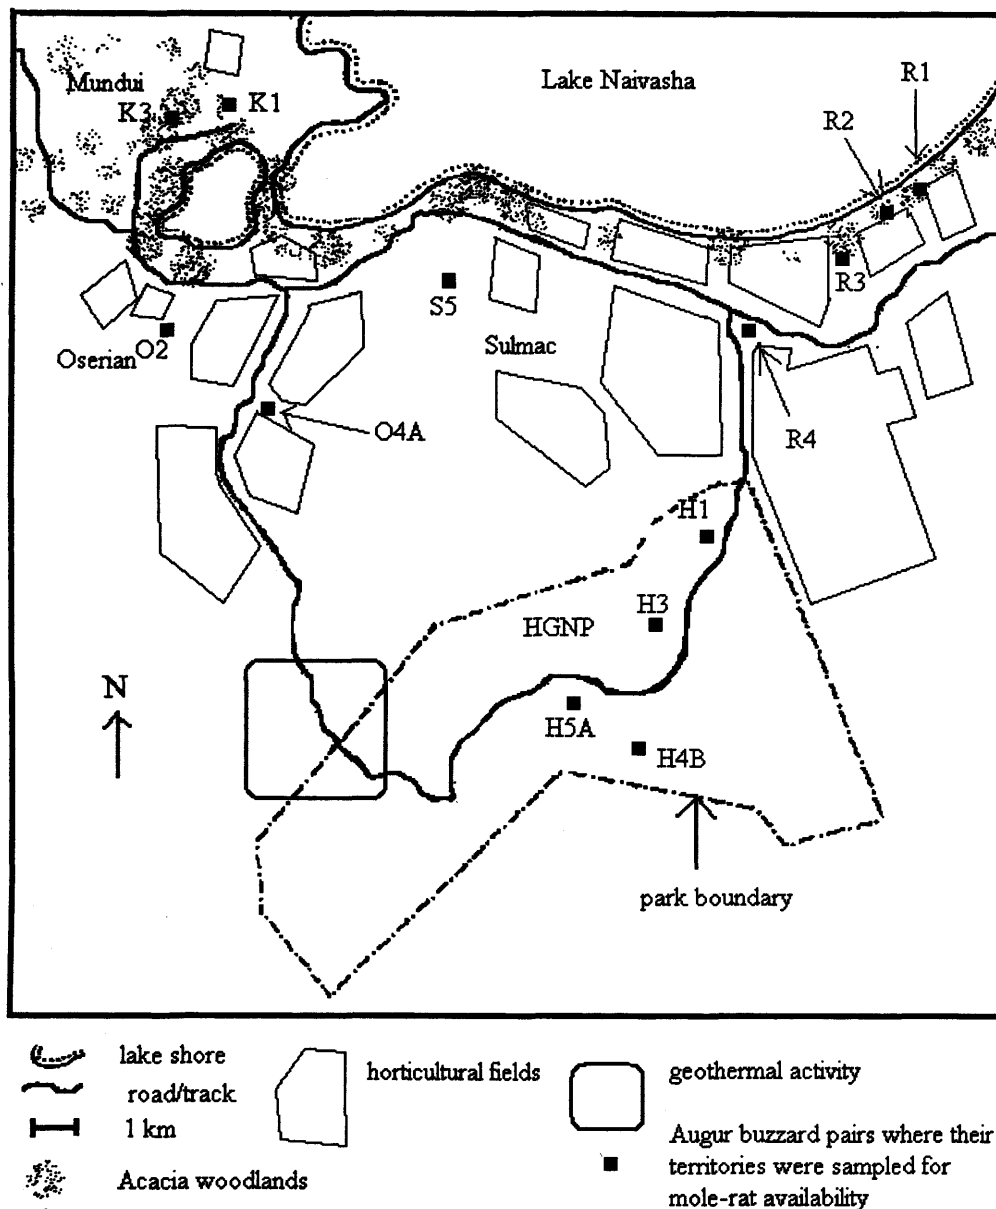 Lake Naivasha
R1
Mundui
K1
K3
R2
R3
S5
O2
Oserian
Sulmac
O4A
R4
H1
H3
HGNP
N
H5A
H4B
park boundary
lake shore
road/track
1 km
Acacia woodlands
horticultural fields
geothermal activity
Augur buzzard pairs where their
territories were sampled for
mole-rat availability